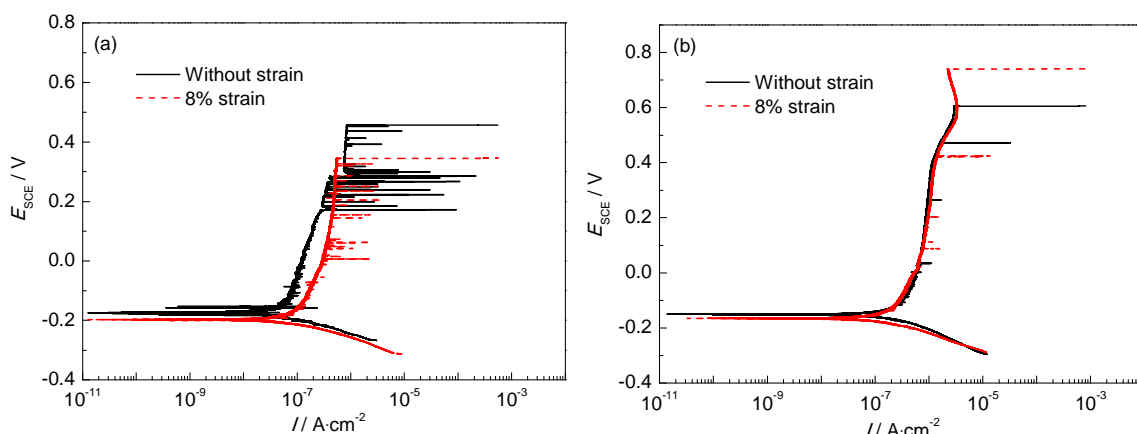 (a)
Without strain
8% strain
0.8
0.6
0.4
0.2
0.0
-0.2
-0.4
E_SCE / V
10^-11
10^-9
10^-7
10^-5
10^-3
I / A·cm^-2
(b)
Without strain
8% strain
1.0
0.8
0.6
0.4
0.2
0.0
-0.2
-0.4
E_SCE / V
10^-11
10^-9
10^-7
10^-5
10^-3
I / A·cm^-2